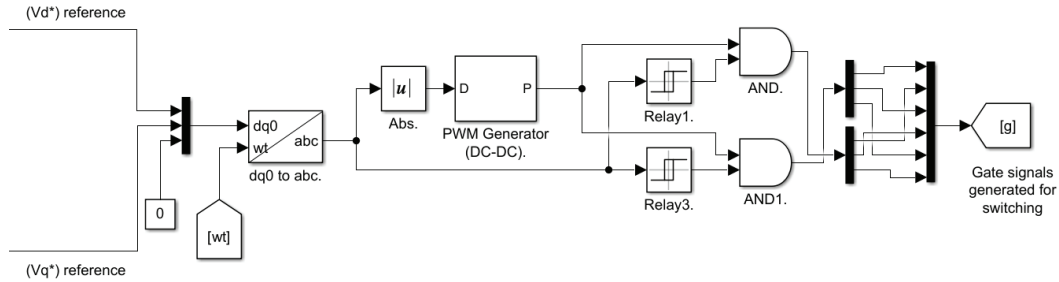 (Vd*) reference
dq0
wt
abc
dq0 to abc.
0
[wt]
(Vq*) reference
|u|
Abs.
D
P
PWM Generator
(DC-DC).
Relay1.
Relay3.
AND.
AND1.
[g]
Gate signals
generated for
switching